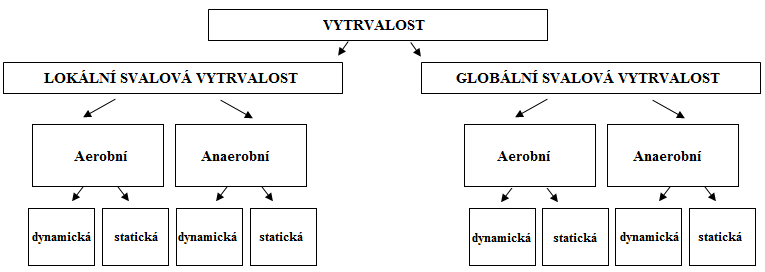 VYTRVALOST
LOKÁLNÍ SVALOVÁ VYTRVALOST
GLOBÁLNÍ SVALOVÁ VYTRVALOST
Aerobní
Anaerobní
Aerobní
Anaerobní
dynamická
statická
dynamická
statická
dynamická
statická
dynamická
statická